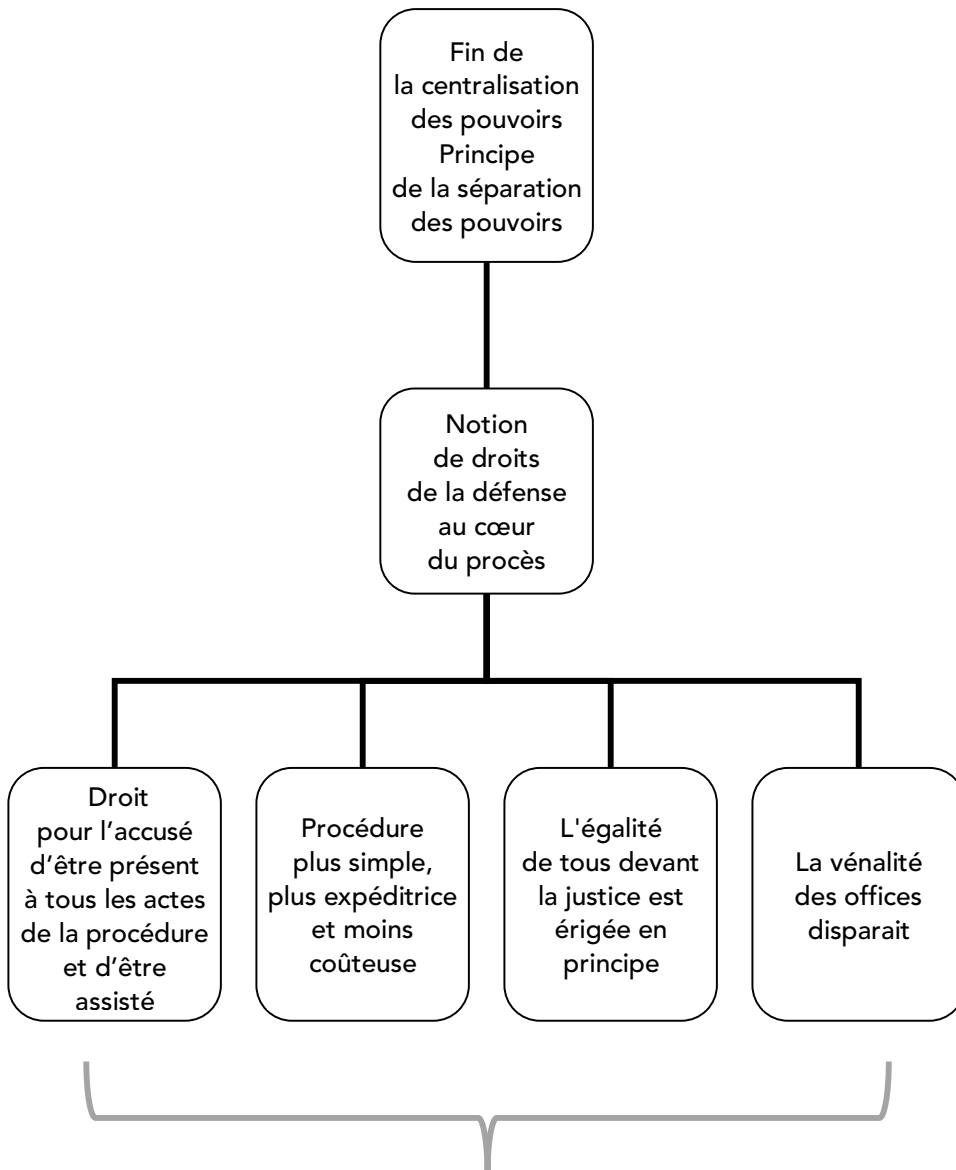 Fin de
la centralisation
des pouvoirs
Principe
de la séparation
des pouvoirs
Notion
de droits
de la défense
au cœur
du procès
Droit
pour l’accusé
d’être présent
à tous les actes
de la procédure
et d’être
assisté
Procédure
plus simple,
plus expéditrice
et moins
coûteuse
L'égalité
de tous devant
la justice est
érigée en
principe
La vénalité
des offices
disparait